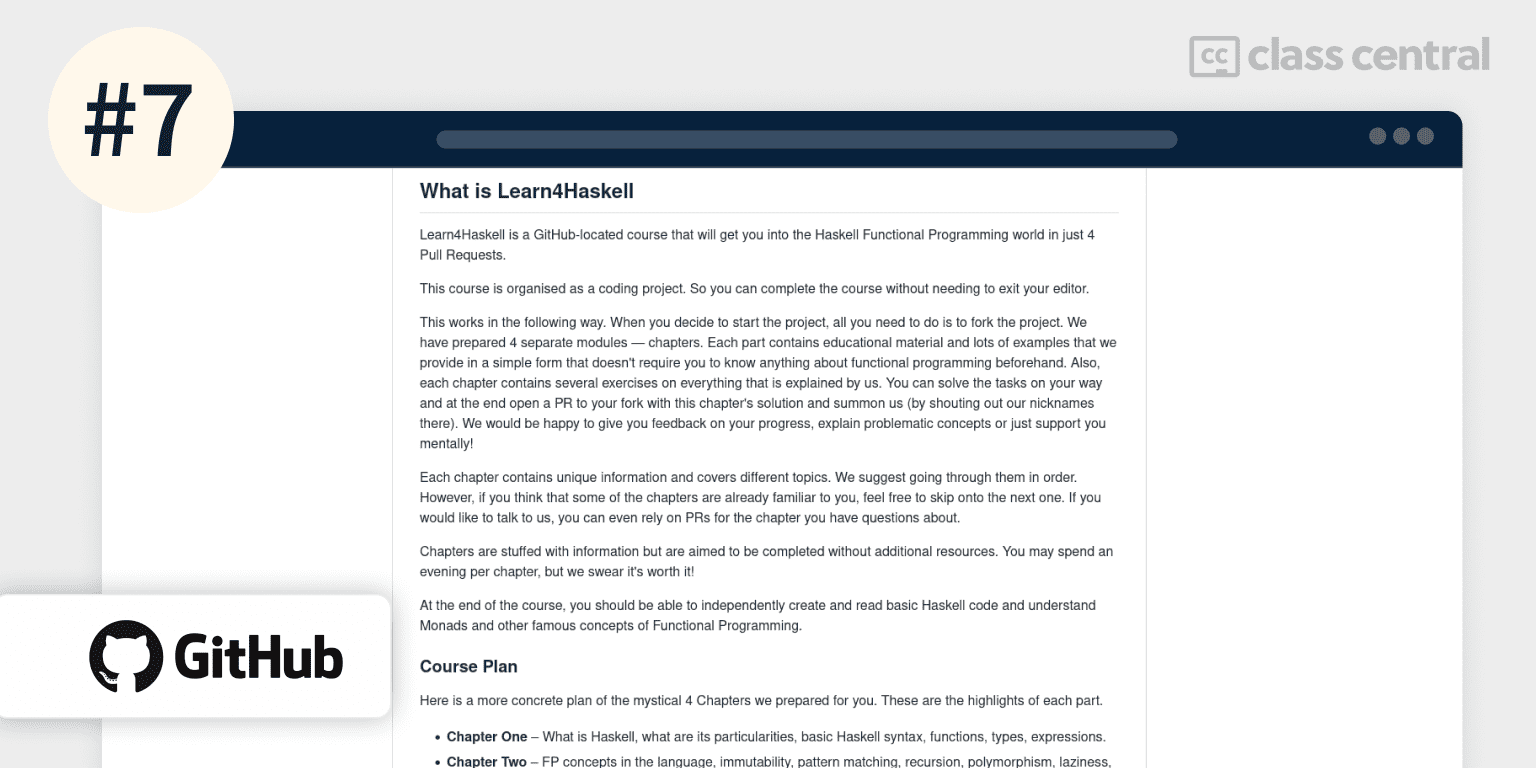 #7
cc class central
What is Learn4Haskell
Learn4Haskell is a GitHub-located course that will get you into the Haskell Functional Programming world in just 4
Pull Requests.
This course is organised as a coding project. So you can complete the course without needing to exit your editor.
This works in the following way. When you decide to start the project, all you need to do is to fork the project. We
have prepared 4 separate modules — chapters. Each part contains educational material and lots of examples that we
provide in a simple form that doesn't require you to know anything about functional programming beforehand. Also,
each chapter contains several exercises on everything that is explained by us. You can solve the tasks on your way
and at the end open a PR to your fork with this chapter's solution and summon us (by shouting out our nicknames
there). We would be happy to give you feedback on your progress, explain problematic concepts or just support you
mentally!
Each chapter contains unique information and covers different topics. We suggest going through them in order.
However, if you think that some of the chapters are already familiar to you, feel free to skip onto the next one. If you
would like to talk to us, you can even rely on PRs for the chapter you have questions about.
Chapters are stuffed with information but are aimed to be completed without additional resources. You may spend an
evening per chapter, but we swear it's worth it!
At the end of the course, you should be able to independently create and read basic Haskell code and understand
Monads and other famous concepts of Functional Programming.
GitHub
Course Plan
Here is a more concrete plan of the mystical 4 Chapters we prepared for you. These are the highlights of each part.
• Chapter One – What is Haskell, what are its particularities, basic Haskell syntax, functions, types, expressions.
• Chapter Two – FP concepts in the language, immutability, pattern matching, recursion, polymorphism, laziness,